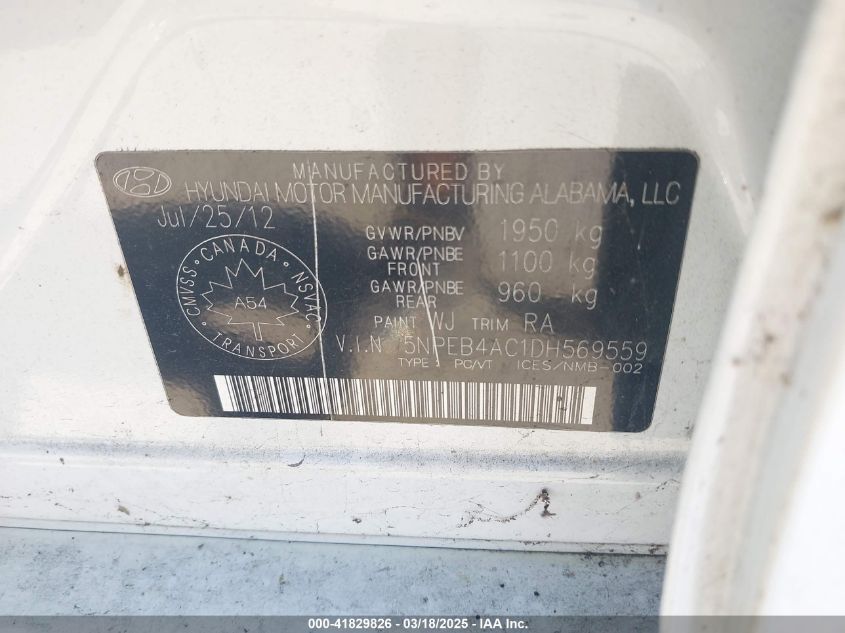 MANUFACTURED BY
HYUNDAI MOTOR MANUFACTURING ALABAMA, LLC
Jul/25/12
GVWR/PNBV 1950 kg
GAWR/PNBE FRONT 1100 kg
GAWR/PNBE REAR 960 kg
CANADA
CMVSS
NSVAC
A54
TRANSPORT
PAINT WJ TRIM RA
V.I.N 5NPEB4AC1DH569559
TYPE PC/VT ICES/NMB-002
000-41829826 - 03/18/2025 - IAA Inc.